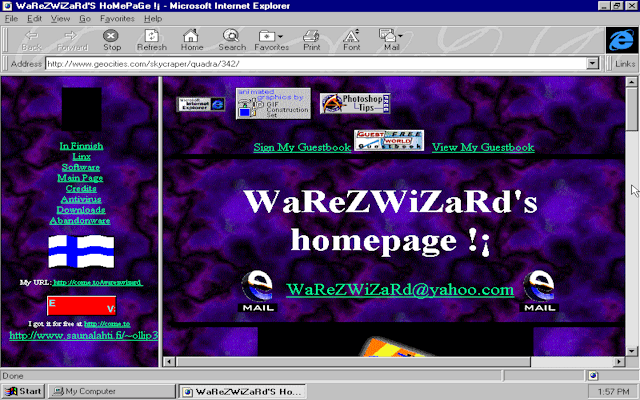 WaReZWiZaRd'S HoMePaGe !¡ - Microsoft Internet Explorer
File Edit View Go Favorites Help
Back Forward Stop Refresh Home Search Favorites Print Font Mail
Address http://www.geocities.com/skycraper/quadra/342/ Links
In Finnish
Linx
Software
Main Page
Credits
Antivirus
Downloads
Abandonware
My URL: http://come.to/warezwizard
E
V:
I got it for free at http://come.to
http://www.saunalahti.fi/~ollip3
Microsoft
Internet
Explorer
animated
graphics by
GIF
Construction
Set
Photoshop
Tips
Sign My Guestbook
GUEST FREE
WORLD
Guestbook
View My Guestbook
WaReZWiZaRd's
homepage !¡
MAIL WaReZWiZaRd@yahoo.com MAIL
Done
Start My Computer WaReZWiZaRd'S Ho... 1:57 PM